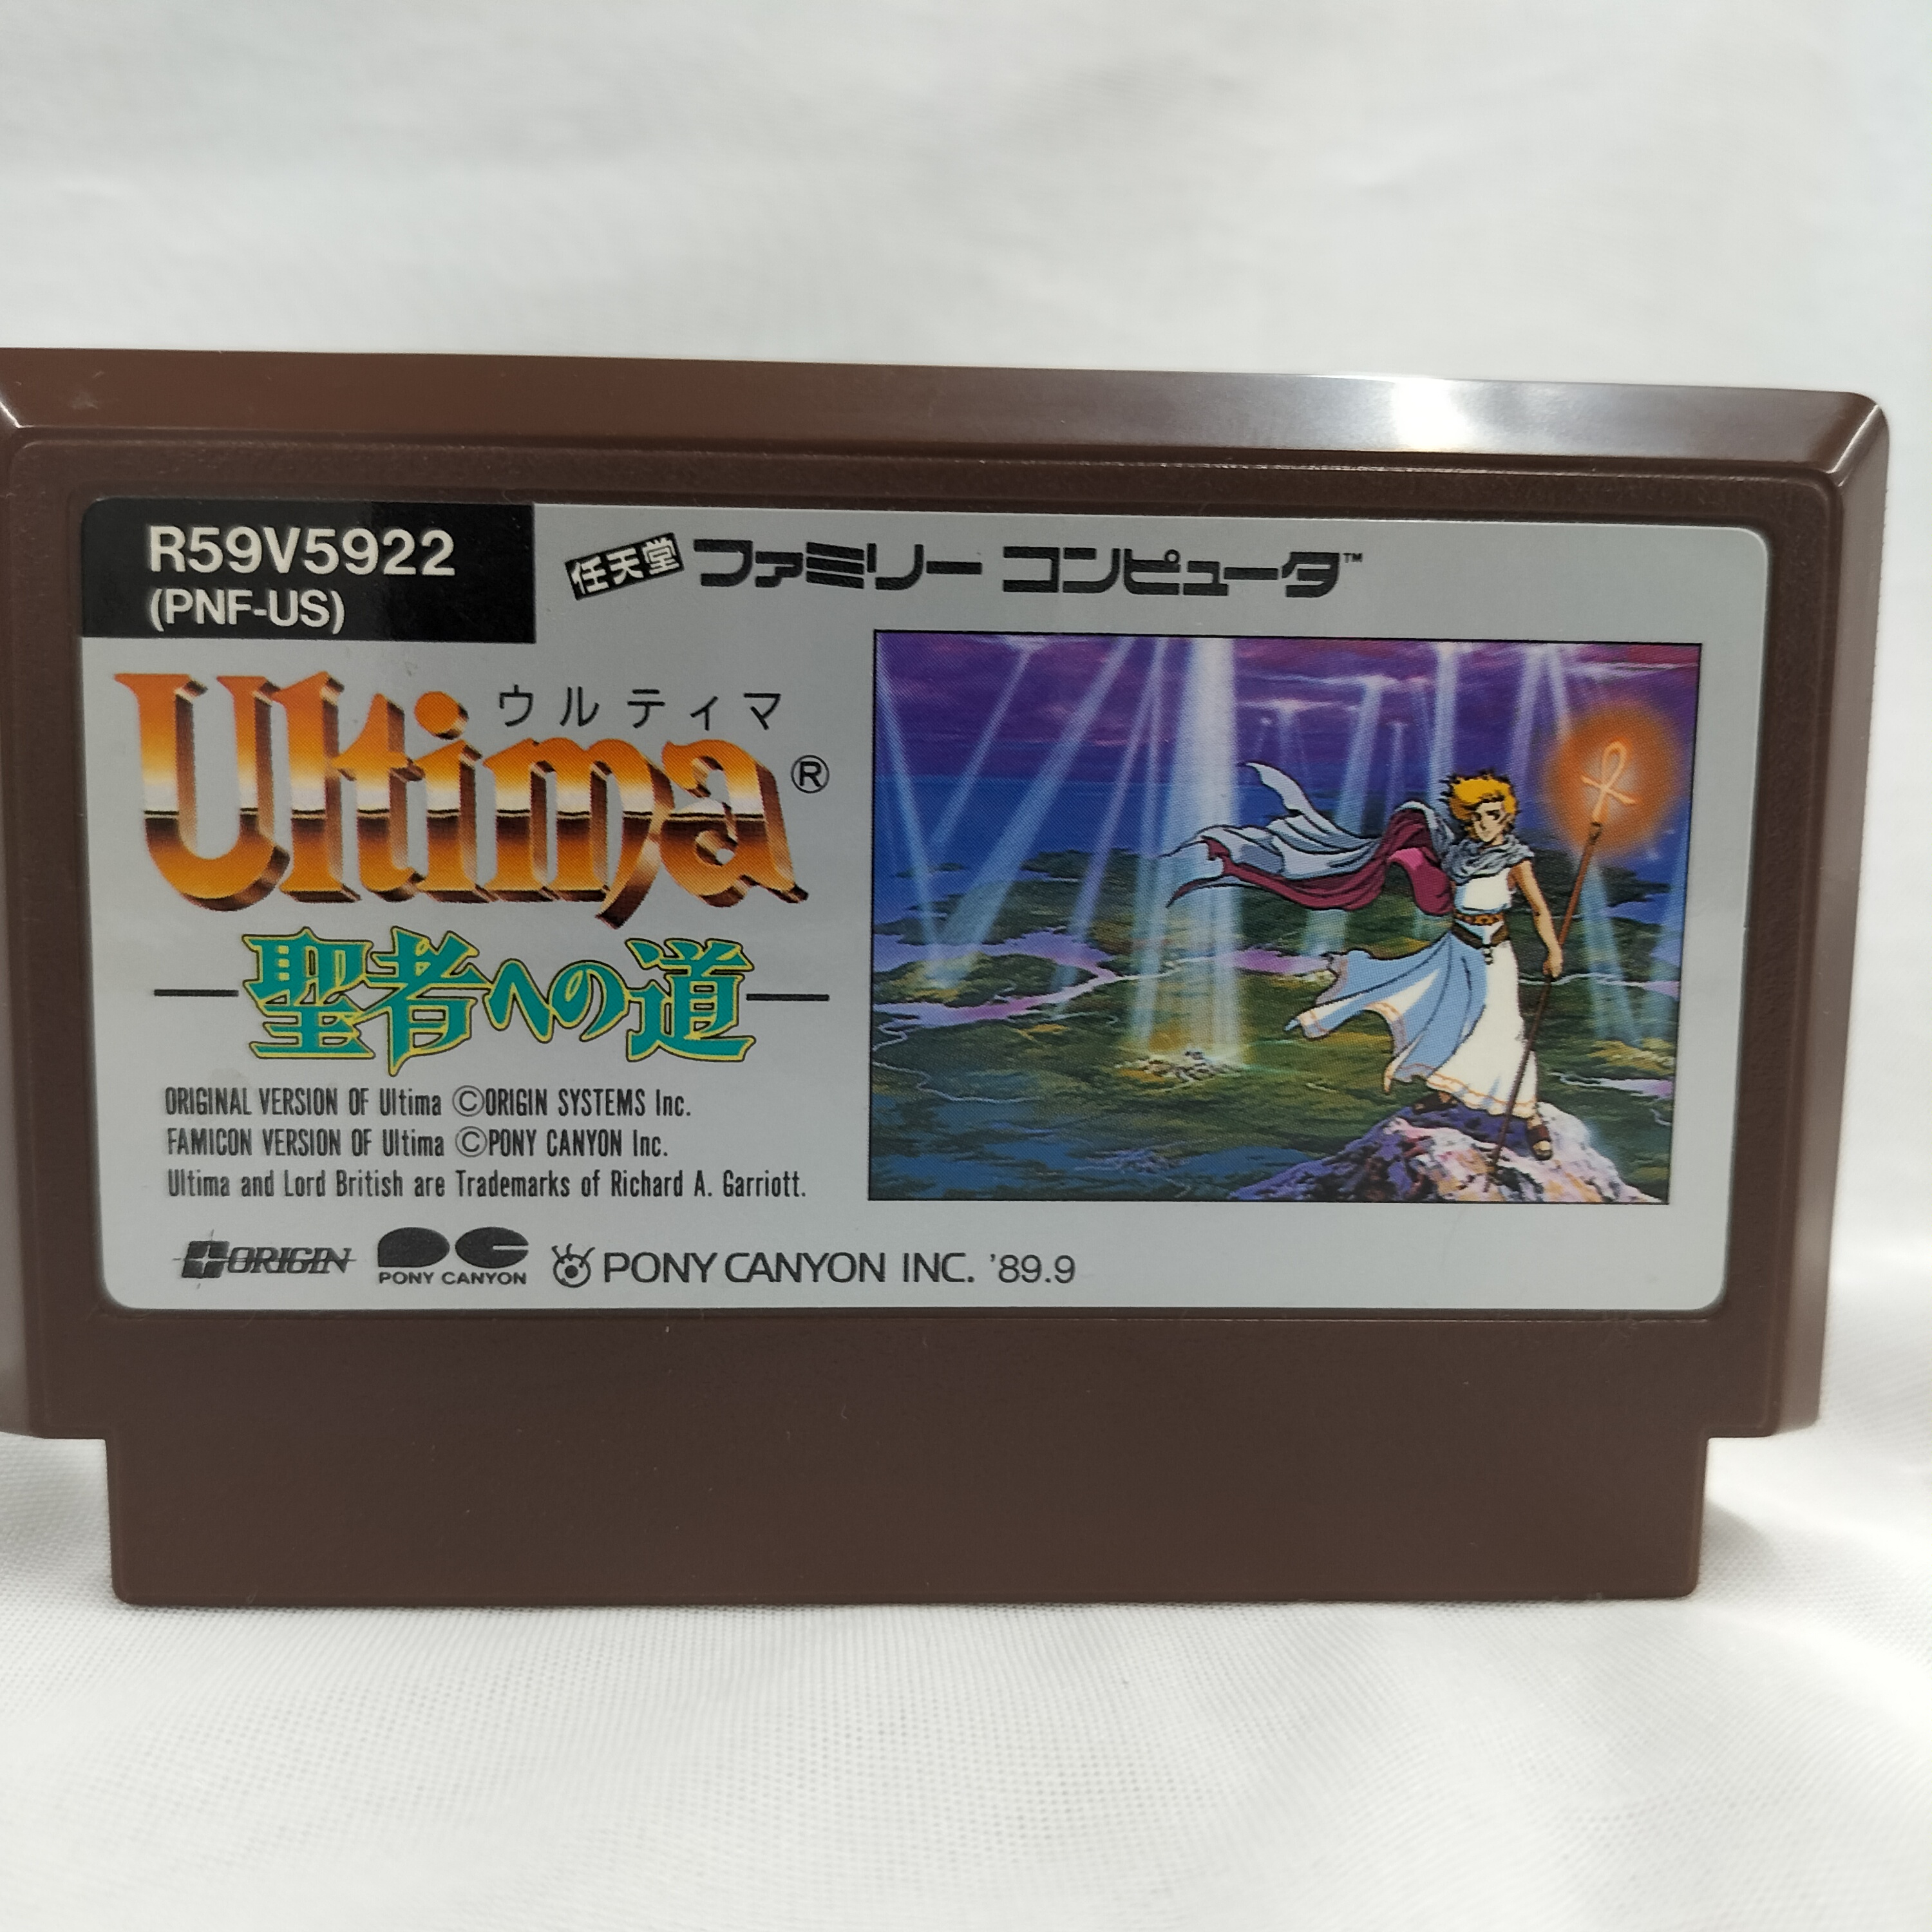 R59V5922
(PNF-US)
任天堂 ファミリー コンピュータ™
ウルティマ
Ultima®
聖者への道
ORIGINAL VERSION OF Ultima ©ORIGIN SYSTEMS Inc.
FAMICON VERSION OF Ultima ©PONY CANYON Inc.
Ultima and Lord British are Trademarks of Richard A. Garriott.
ORIGIN PONY CANYON PONY CANYON INC. '89.9